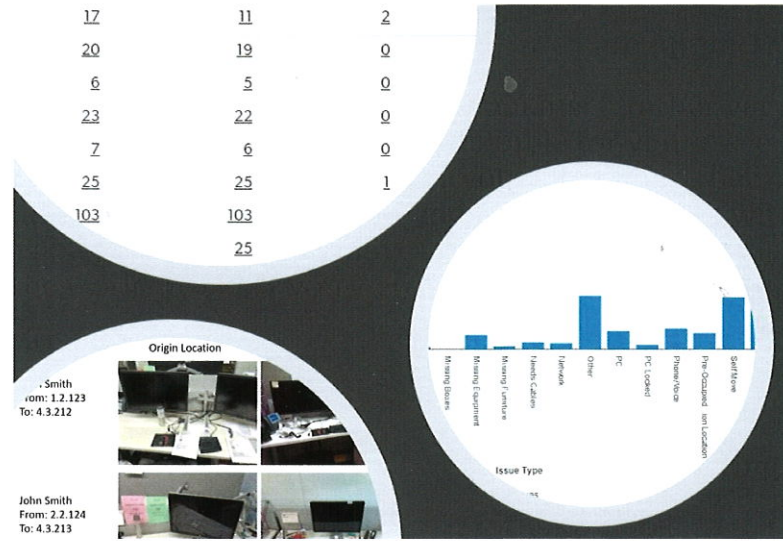 17 11 2
20 19 0
6 5 0
23 22 0
7 6 0
25 25 1
103 103
25
Origin Location
Smith
From: 1.2.123
To: 4.3.212
John Smith
From: 2.2.124
To: 4.3.213
Missing Boxes
Missing Equipment
Missing Furniture
Needs Cables
Network
Other
PC
PC Locked
Phone/Voice
Pre-Occupied ion Location
Self Move
Issue Type